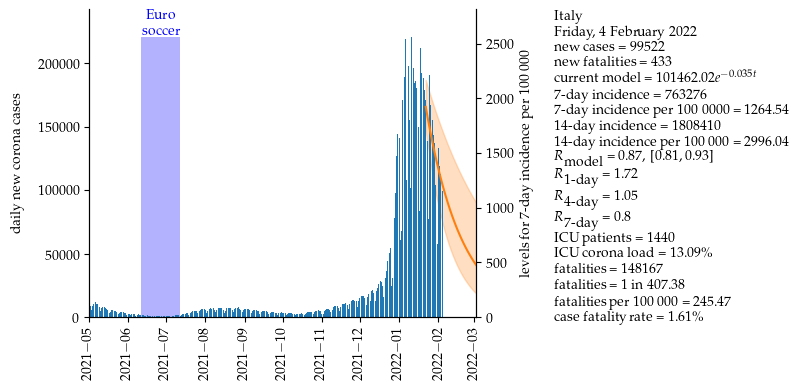 Euro
soccer
daily new corona cases
0
50000
100000
150000
200000
2021−05
2021−06
2021−07
2021−08
2021−09
2021−10
2021−11
2021−12
2022−01
2022−02
2022−03
0
500
1000
1500
2000
2500
levels for 7-day incidence per 100 000
Italy
Friday, 4 February 2022
new cases = 99522
new fatalities = 433
current model = 101462.02e^{−0.035t}
7-day incidence = 763276
7-day incidence per 100 0000 = 1264.54
14-day incidence = 1808410
14-day incidence per 100 000 = 2996.04
R_model = 0.87, [0.81, 0.93]
R_1-day = 1.72
R_4-day = 1.05
R_7-day = 0.8
ICU patients = 1440
ICU corona load = 13.09%
fatalities = 148167
fatalities = 1 in 407.38
fatalities per 100 000 = 245.47
case fatality rate = 1.61%